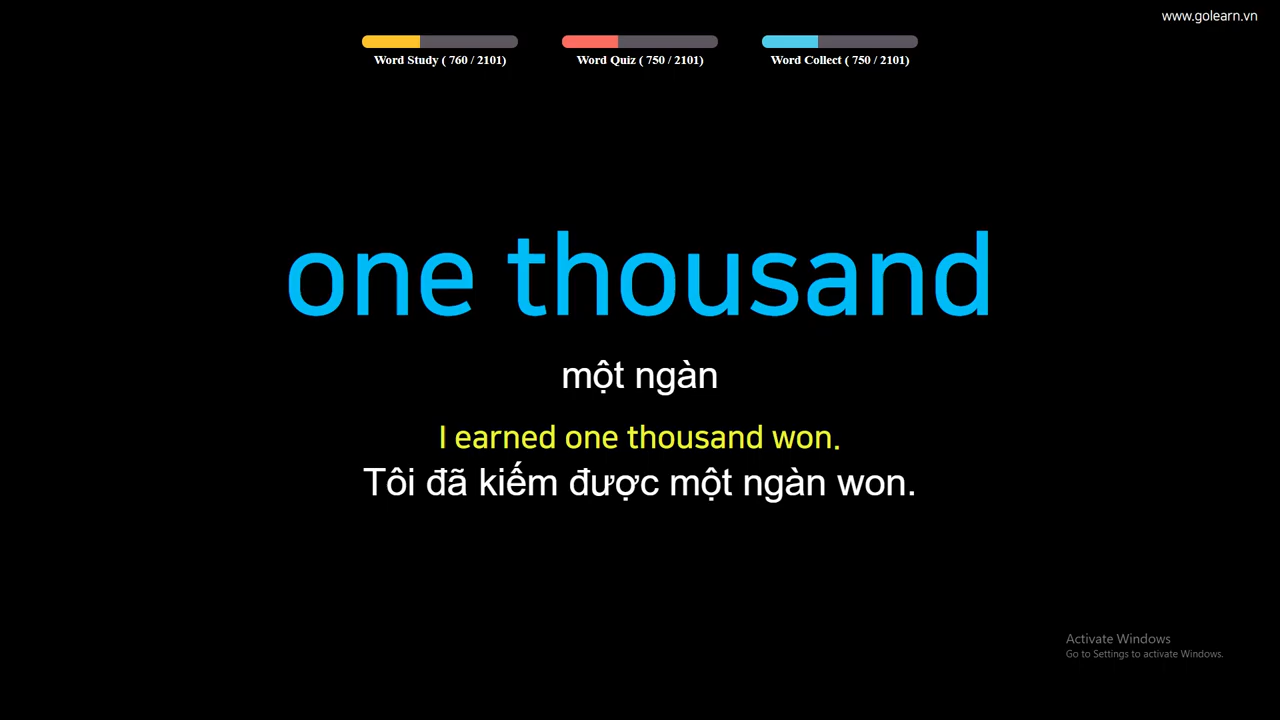 www.golearn.vn
Word Study ( 760 / 2101)
Word Quiz ( 750 / 2101)
Word Collect ( 750 / 2101)
one thousand
một ngàn
I earned one thousand won.
Tôi đã kiếm được một ngàn won.
Activate Windows
Go to Settings to activate Windows.